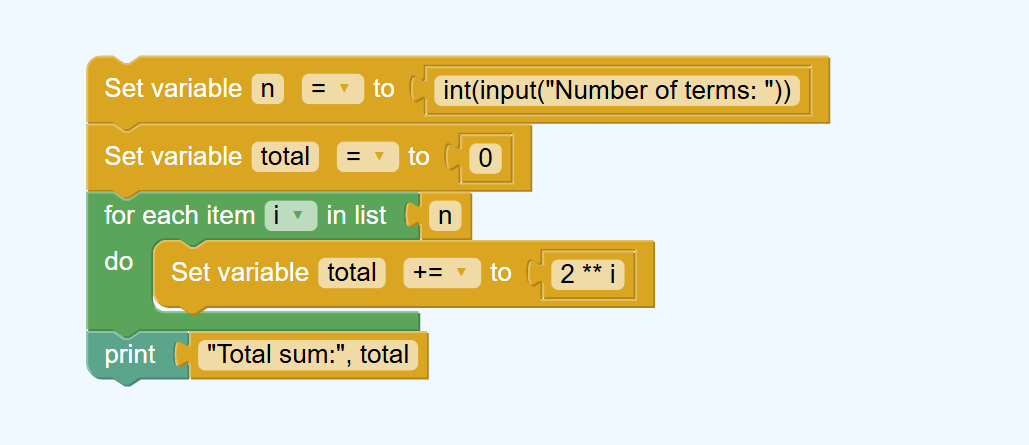 Set variable n = to int(input("Number of terms: "))
Set variable total = to 0
for each item i in list n
do Set variable total += to 2 ** i
print "Total sum:", total